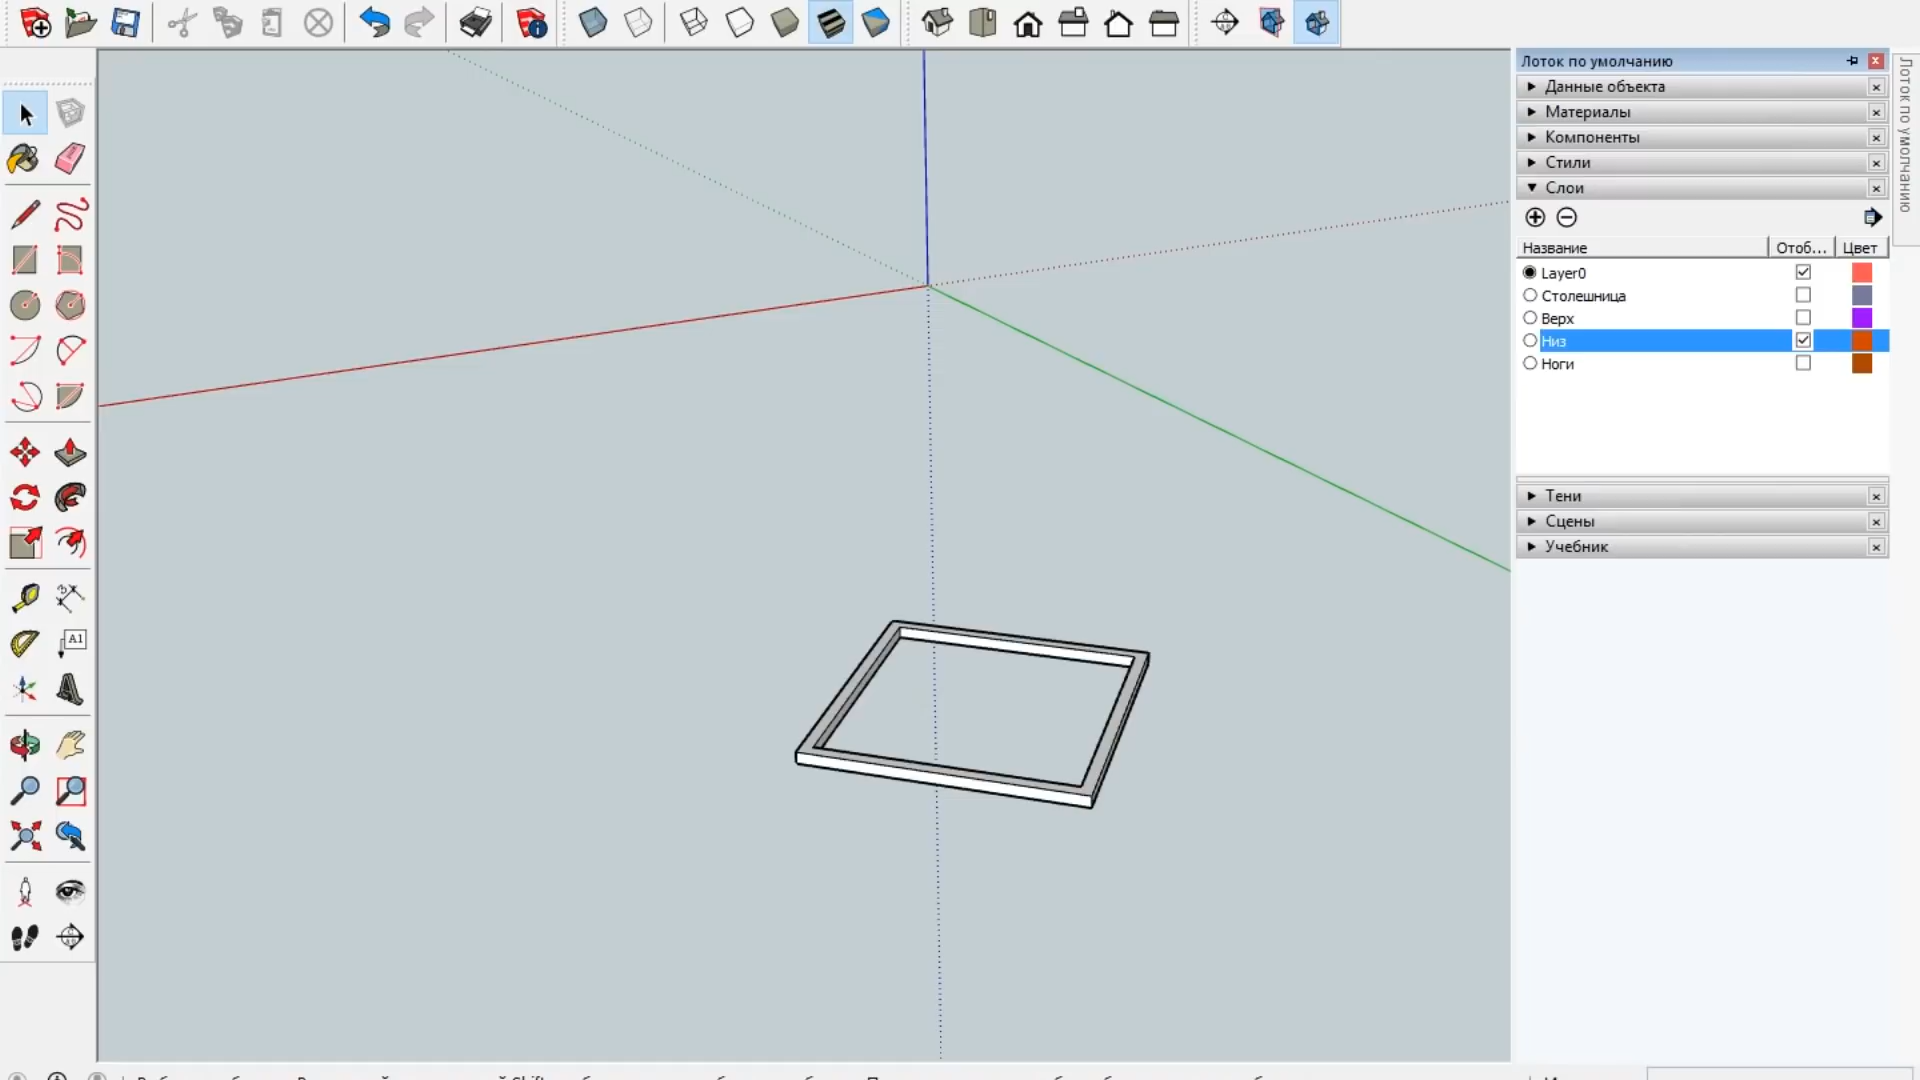 Лоток по умолчанию
Лоток по умолчанию
Данные объекта
Материалы
Компоненты
Стили
Слои
Название Отоб... Цвет
Layer0
Столешница
Верх
Низ
Ноги
Тени
Сцены
Учебник
A1